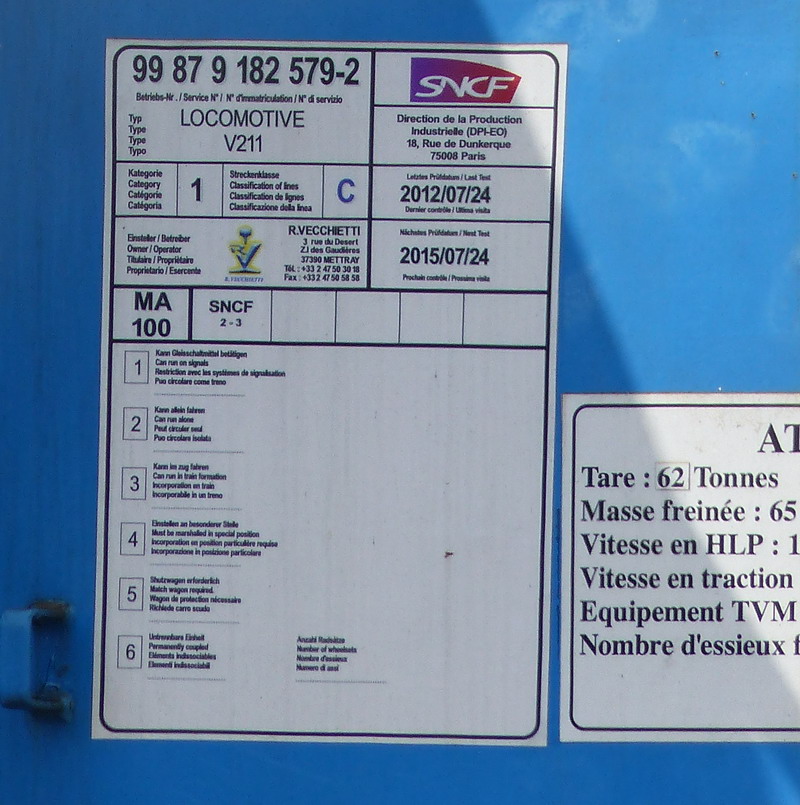 99 87 9 182 579-2
Betriebs-Nr. / Service N° / N° d'immatriculation / N° di servizio
Typ
Type
Type
Typo
LOCOMOTIVE
V211
SNCF
Direction de la Production
Industrielle (DPI-EO)
18, Rue de Dunkerque
75008 Paris
Kategorie
Category
Catégorie
Catégoria
1
Streckenklasse
Classification of lines
Classification de lignes
Classificazione della linea
C
Letztes Prüfdatum / Last Test
2012/07/24
Dernier contrôle / Ultima visita
Einsteller / Betreiber
Owner / Operator
Titulaire / Propriétaire
Proprietario / Esercente
R.VECCHIETTI
R.VECCHIETTI
3 rue du Desert
Z.I des Gaudières
37390 METTRAY
Tél. : +33 2 47 50 30 18
Fax : +33 2 47 50 58 58
Nächstes Prüfdatum / Next Test
2015/07/24
Prochain contrôle / Prossima visita
MA
100
SNCF
2 - 3
1
Kann Gleisschaltmittel betätigen
Can run on signals
Restriction avec les systèmes de signalisation
Puo circolare come treno
2
Kann allein fahren
Can run alone
Peut circuler seul
Puo circolare isolata
3
Kann im zug fahren
Can run in train formation
Incorporation en train
Incorporabile in un treno
4
Einstellen an besonderer Stelle
Must be marshalled in special position
Incorporation en position particulière requise
Incorporazione in posizione particolare
5
Shutzwagen erforderlich
Match wagon required.
Wagon de protection nécessaire
Richiede carro scudo
6
Untrennbare Einheit
Permanently coupled
Eléments indissociables
Elementi indissociabili
Anzahl Radsätze
Number of wheelsets
Nombre d'essieux
Numero di assi
AT
Tare : 62 Tonnes
Masse freinée : 65
Vitesse en HLP : 1
Vitesse en traction
Equipement TVM
Nombre d'essieux f